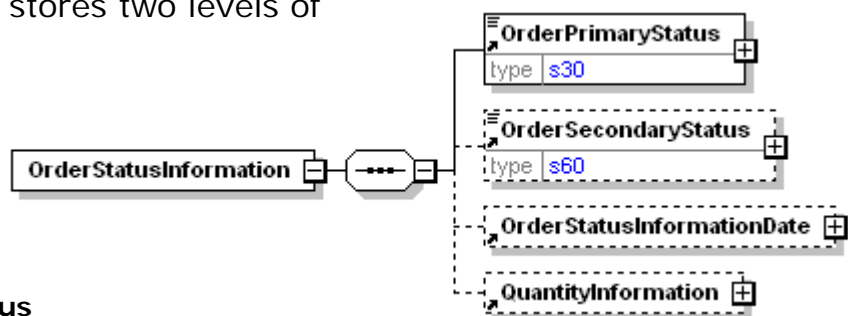 stores two levels of
OrderPrimaryStatus
type s30
OrderSecondaryStatus
type s60
OrderStatusInformation
OrderStatusInformationDate
QuantityInformation
us